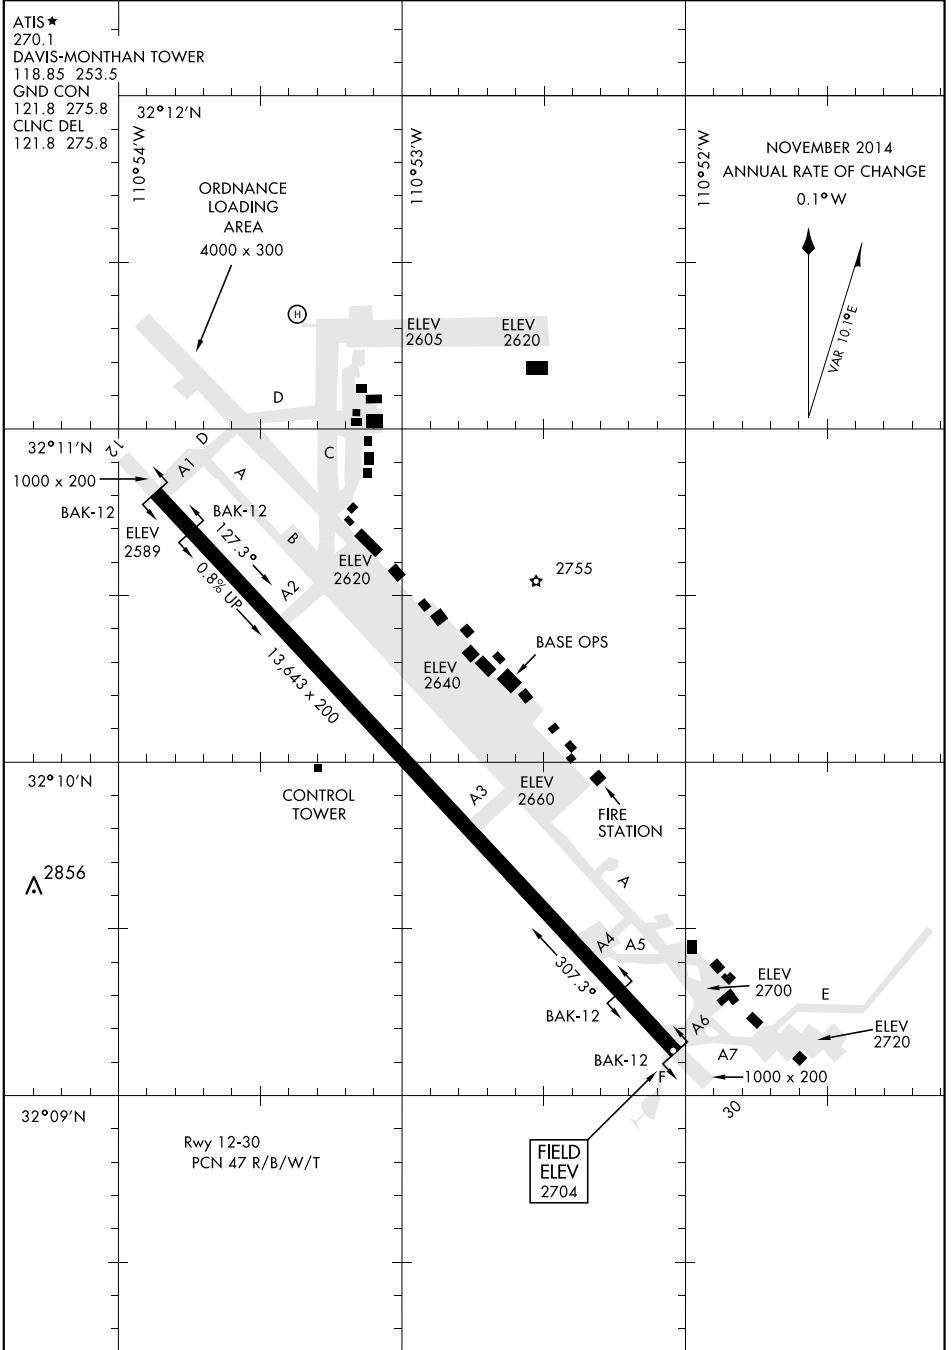 ATIS ★
270.1
DAVIS-MONTHAN TOWER
118.85 253.5
GND CON
121.8 275.8
CLNC DEL
121.8 275.8
32°12'N
110°54'W
110°53'W
110°52'W
NOVEMBER 2014
ANNUAL RATE OF CHANGE
0.1°W
VAR 10.1°E
ORDNANCE
LOADING
AREA
4000 x 300
H
ELEV
2605
ELEV
2620
D
C
32°11'N
12
D
A1
A
1000 x 200
BAK-12
BAK-12
ELEV
2589
127.3°
B
0.8% UP
A2
ELEV
2620
2755
BASE OPS
ELEV
2640
13,643 x 200
32°10'N
CONTROL
TOWER
A3
ELEV
2660
FIRE
STATION
2856
A
A4
A5
307.3°
ELEV
2700
E
BAK-12
A6
ELEV
2720
BAK-12
A7
F
1000 x 200
30
32°09'N
Rwy 12-30
PCN 47 R/B/W/T
FIELD
ELEV
2704